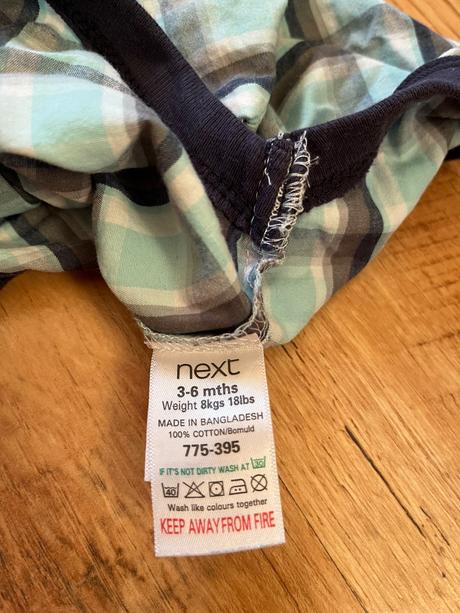 next
3-6 mths
Weight 8kgs 18lbs
MADE IN BANGLADESH
100% COTTON/Bomuld
775-395
IF IT'S NOT DIRTY WASH AT 30
40
Wash like colours together
KEEP AWAY FROM FIRE